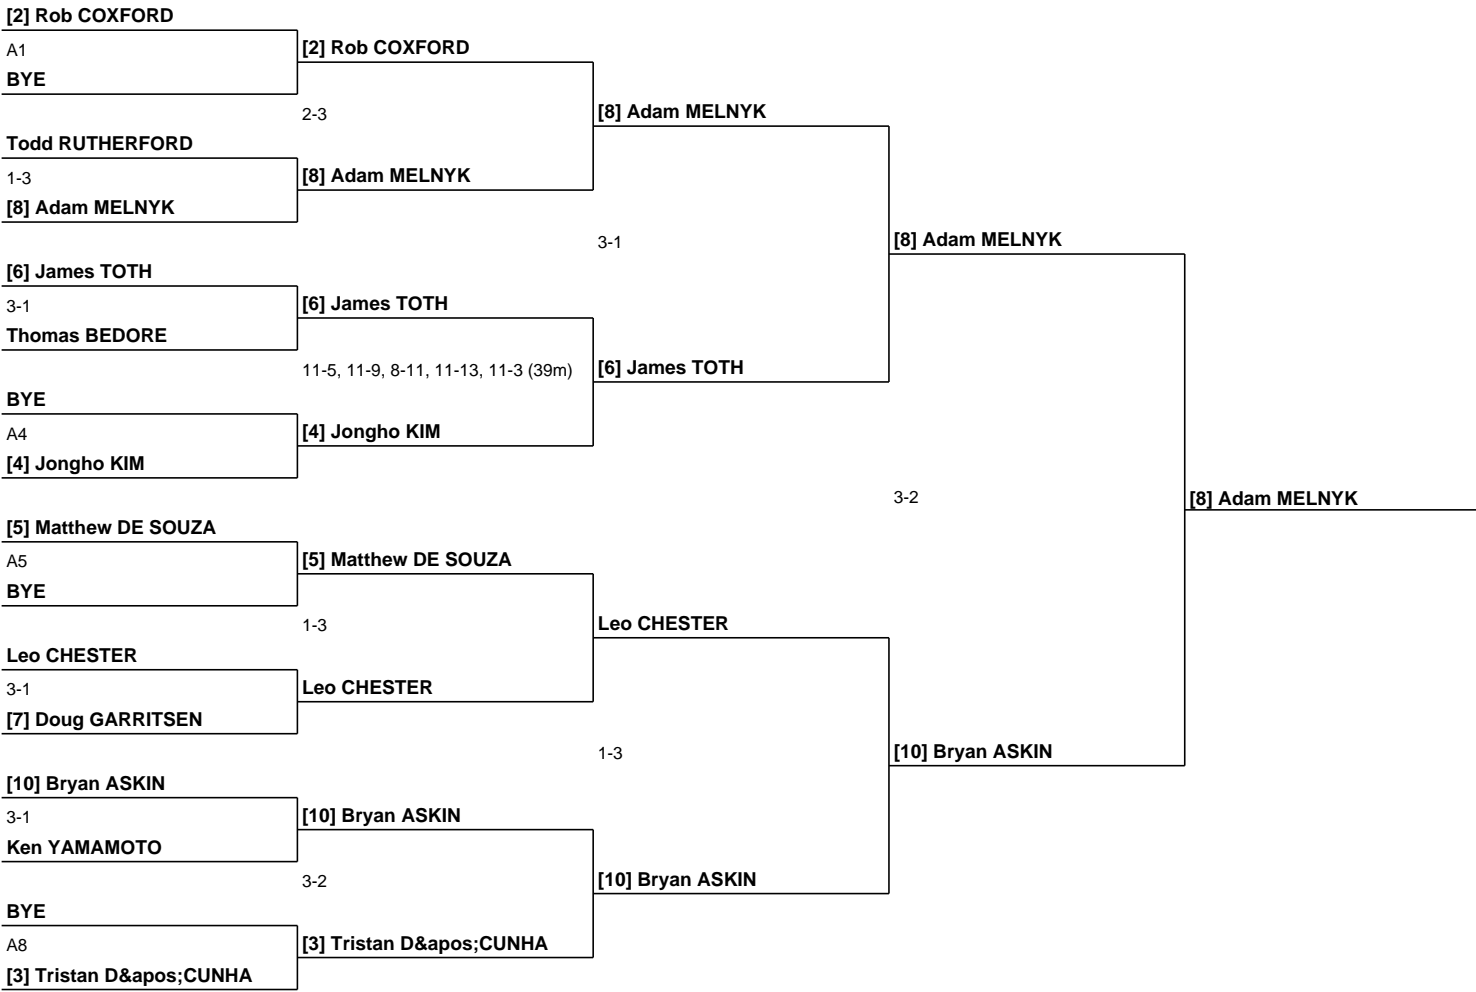 [2] Rob COXFORD
A1
BYE
[2] Rob COXFORD
2-3
Todd RUTHERFORD
1-3
[8] Adam MELNYK
[8] Adam MELNYK
[8] Adam MELNYK
3-1
[6] James TOTH
3-1
Thomas BEDORE
[6] James TOTH
11-5, 11-9, 8-11, 11-13, 11-3 (39m)
BYE
A4
[4] Jongho KIM
[4] Jongho KIM
[6] James TOTH
[8] Adam MELNYK
3-2
[8] Adam MELNYK
[5] Matthew DE SOUZA
A5
BYE
[5] Matthew DE SOUZA
1-3
Leo CHESTER
3-1
[7] Doug GARRITSEN
Leo CHESTER
Leo CHESTER
1-3
[10] Bryan ASKIN
3-1
Ken YAMAMOTO
[10] Bryan ASKIN
3-2
BYE
A8
[3] Tristan D&apos;CUNHA
[3] Tristan D&apos;CUNHA
[10] Bryan ASKIN
[10] Bryan ASKIN